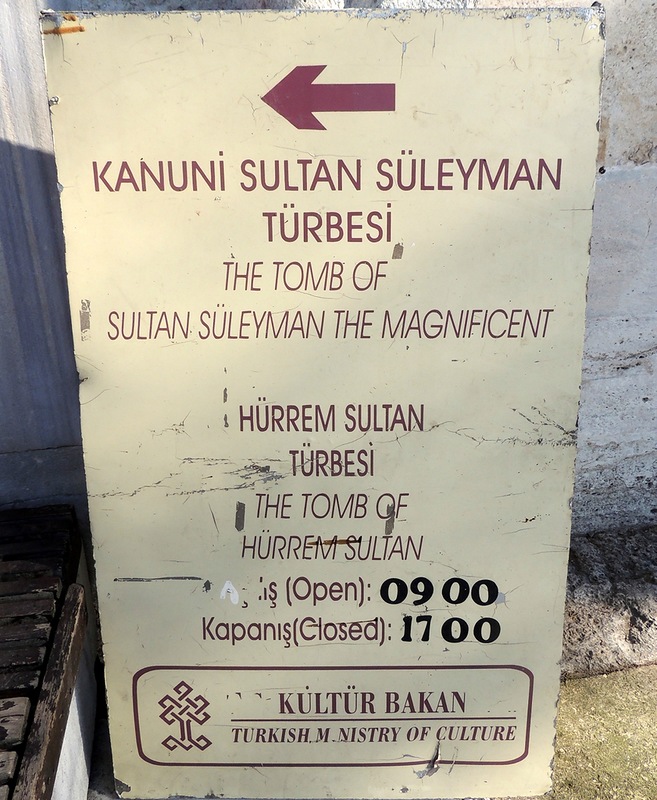 KANUNİ SULTAN SÜLEYMAN
TÜRBESİ
THE TOMB OF
SULTAN SÜLEYMAN THE MAGNIFICENT
HÜRREM SULTAN
TÜRBESİ
THE TOMB OF
HÜRREM SULTAN
(Open): 09 00
Kapanış(Closed): 17 00
KÜLTÜR BAKAN
TURKISH MINISTRY OF CULTURE